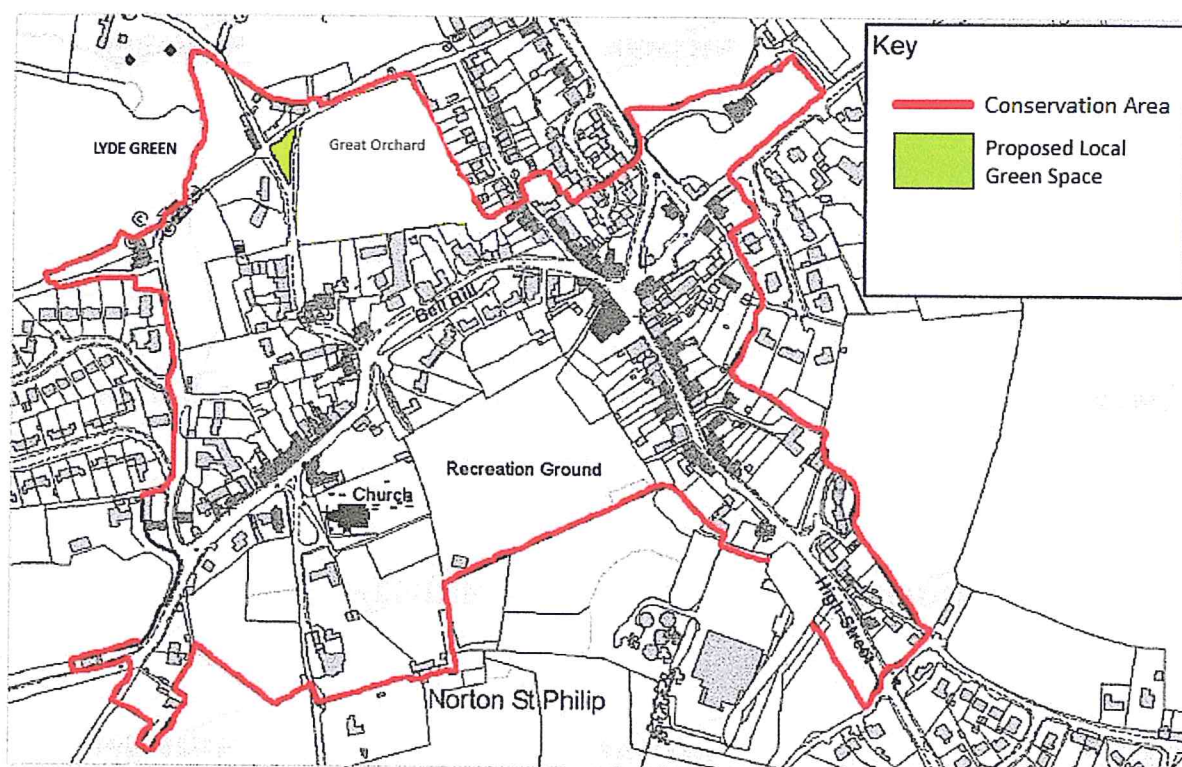 Key
Conservation Area
Proposed Local
Green Space
LYDE GREEN
Great Orchard
Bell Hill
Recreation Ground
Church
High Street
Norton St Philip